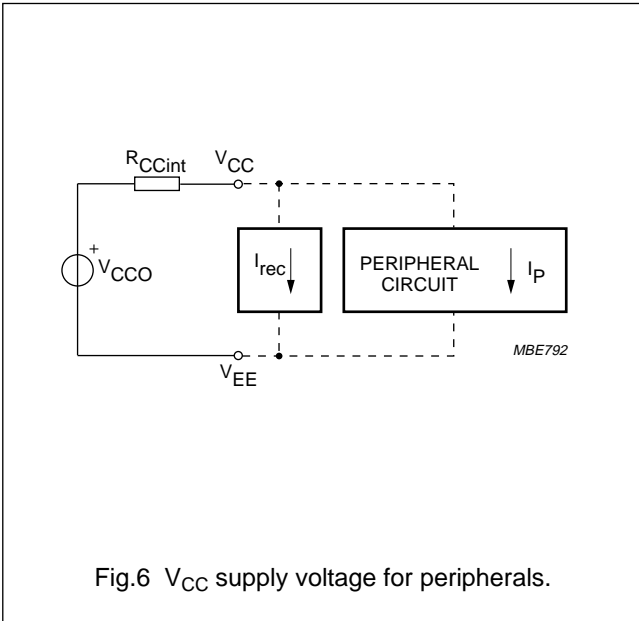 R_CCint
V_CC
+
V_CCO
I_rec
PERIPHERAL
CIRCUIT
I_P
MBE792
V_EE
Fig.6 V_CC supply voltage for peripherals.